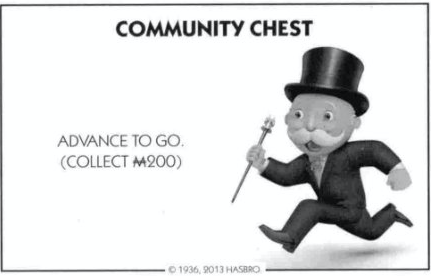 COMMUNITY CHEST
ADVANCE TO GO.
(COLLECT ₩200)
© 1936, 2013 HASBRO.